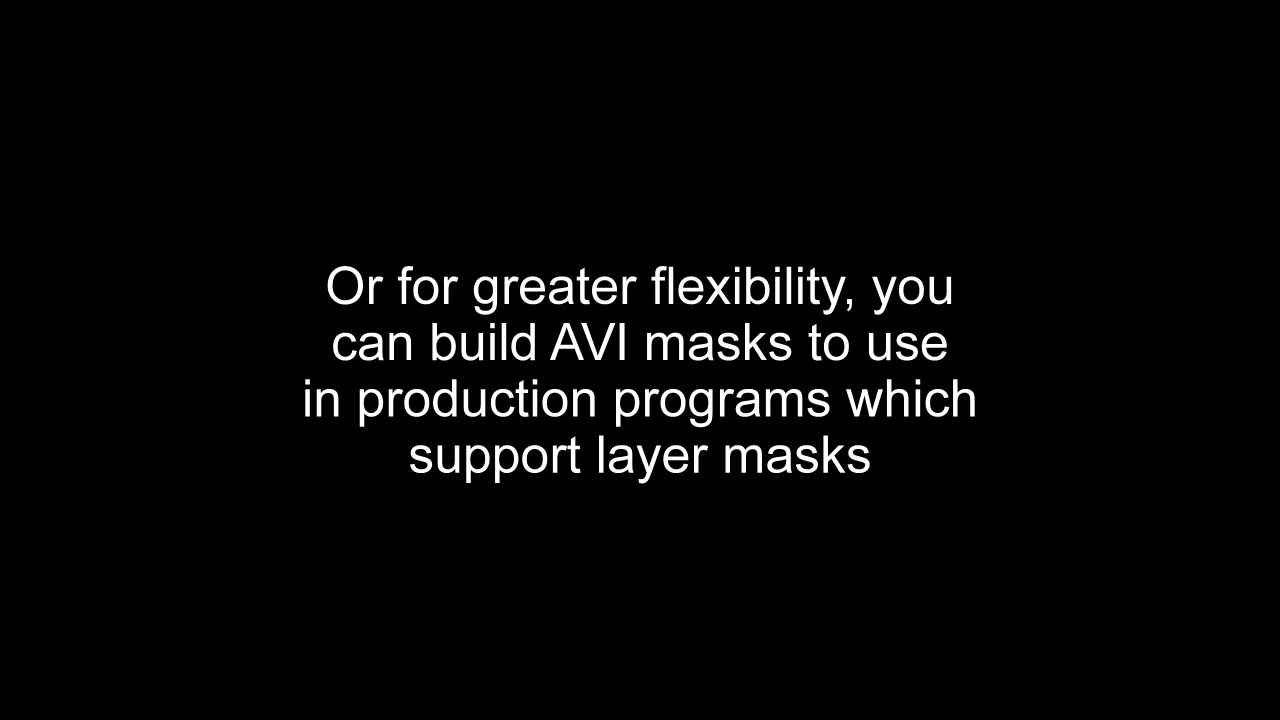 Or for greater flexibility, you
can build AVI masks to use
in production programs which
support layer masks